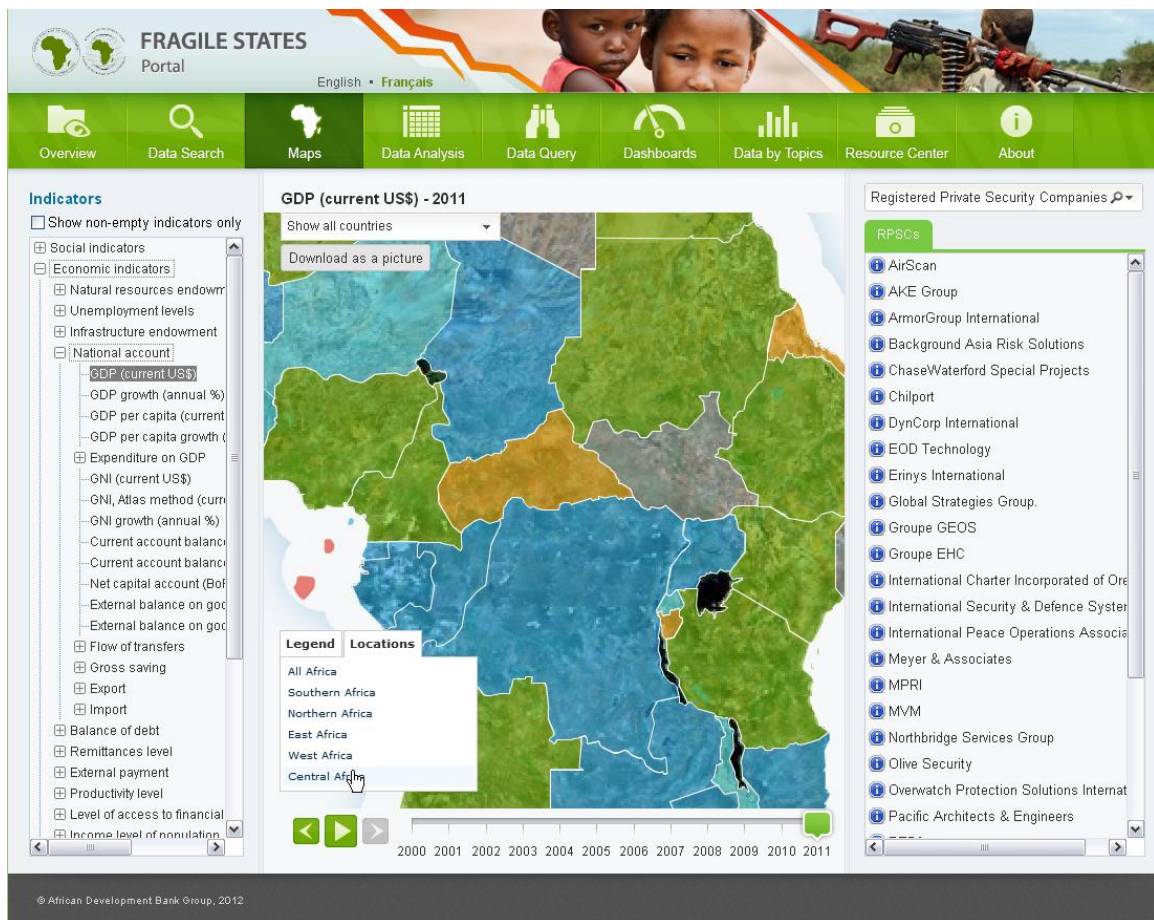 FRAGILE STATES
Portal
English • Français
Overview
Data Search
Maps
Data Analysis
Data Query
Dashboards
Data by Topics
Resource Center
About
Indicators
Show non-empty indicators only
Social indicators
Economic indicators
Natural resources endowm
Unemployment levels
Infrastructure endowment
National account
GDP (current US$)
GDP growth (annual %)
GDP per capita (current
GDP per capita growth (
Expenditure on GDP
GNI (current US$)
GNI, Atlas method (curre
GNI growth (annual %)
Current account balance
Current account balance
Net capital account (BoP
External balance on goo
External balance on goo
Flow of transfers
Gross saving
Export
Import
Balance of debt
Remittances level
External payment
Productivity level
Level of access to financial
Income level of population
GDP (current US$) - 2011
Show all countries
Download as a picture
Legend Locations
All Africa
Southern Africa
Northern Africa
East Africa
West Africa
Central Africa
2000 2001 2002 2003 2004 2005 2006 2007 2008 2009 2010 2011
Registered Private Security Companies
RPSCs
AirScan
AKE Group
ArmorGroup International
Background Asia Risk Solutions
ChaseWaterford Special Projects
Chilport
DynCorp International
EOD Technology
Erinys International
Global Strategies Group.
Groupe GEOS
Groupe EHC
International Charter Incorporated of Ore
International Security & Defence System
International Peace Operations Associa
Meyer & Associates
MPRI
MVM
Northbridge Services Group
Olive Security
Overwatch Protection Solutions Internat
Pacific Architects & Engineers
© African Development Bank Group, 2012